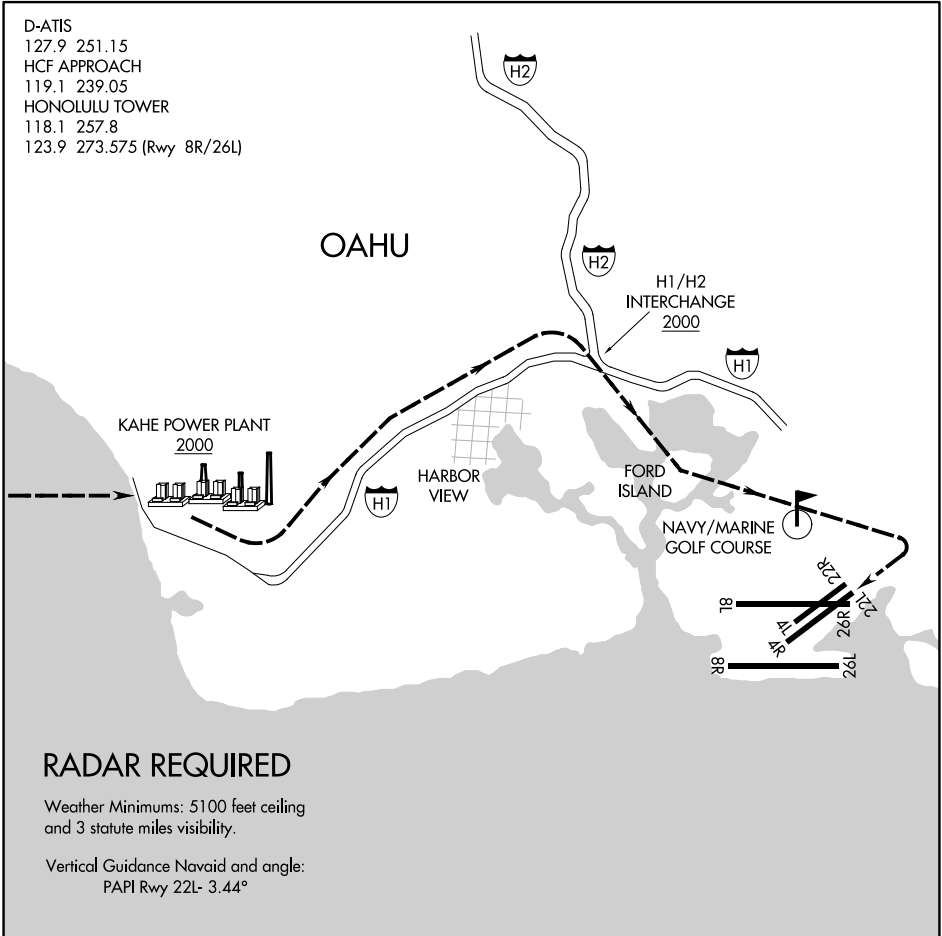 D-ATIS
127.9 251.15
HCF APPROACH
119.1 239.05
HONOLULU TOWER
118.1 257.8
123.9 273.575 (Rwy 8R/26L)
H2
OAHU
H2
H1/H2
INTERCHANGE
2000
H1
KAHE POWER PLANT
2000
H1
HARBOR
VIEW
FORD
ISLAND
NAVY/MARINE
GOLF COURSE
22R
22L
8L
4L
26R
4R
8R
26L
RADAR REQUIRED
Weather Minimums: 5100 feet ceiling
and 3 statute miles visibility.
Vertical Guidance Navaid and angle:
PAPI Rwy 22L- 3.44°